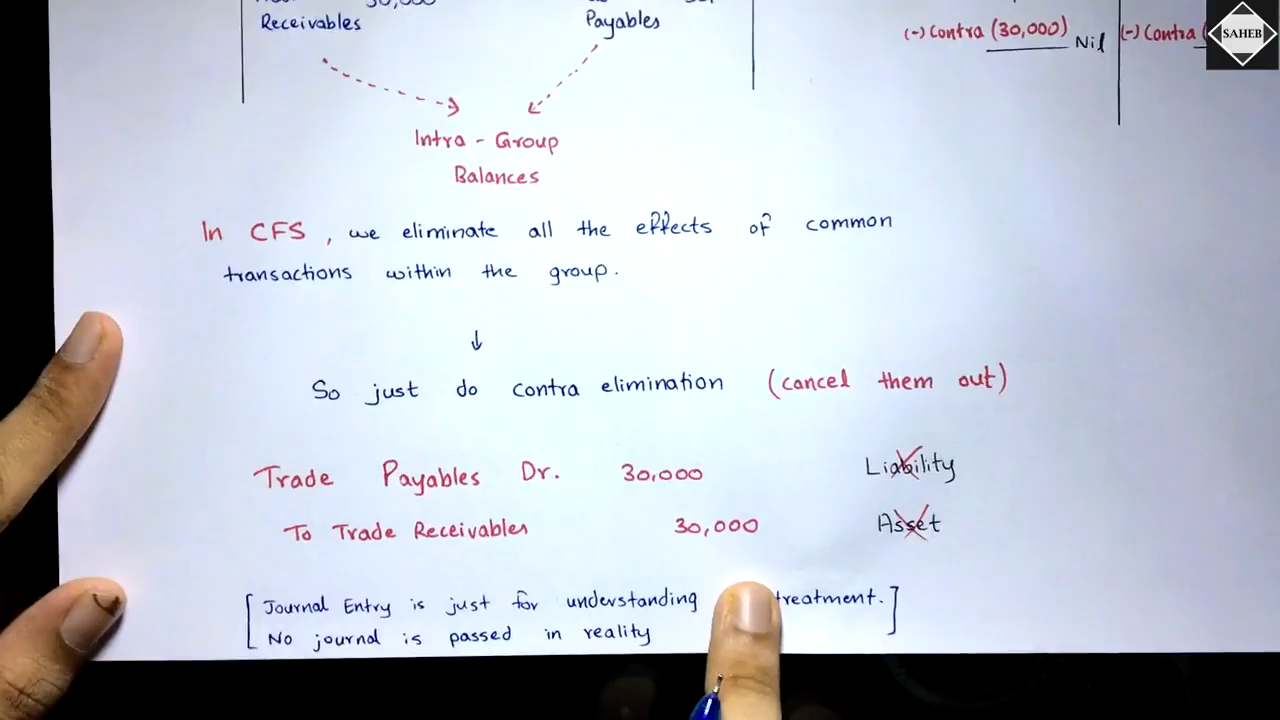 30,000
Receivables
Payables
(-) Contra (30,000) Nil
(-) Contra (
SAHEB
Intra - Group
Balances
In CFS, we eliminate all the effects of common
transactions within the group.
↓
So just do contra elimination (cancel them out)
Trade Payables Dr. 30,000 Liability
To Trade Receivables 30,000 Asset
[Journal Entry is just for understanding treatment.
No journal is passed in reality]